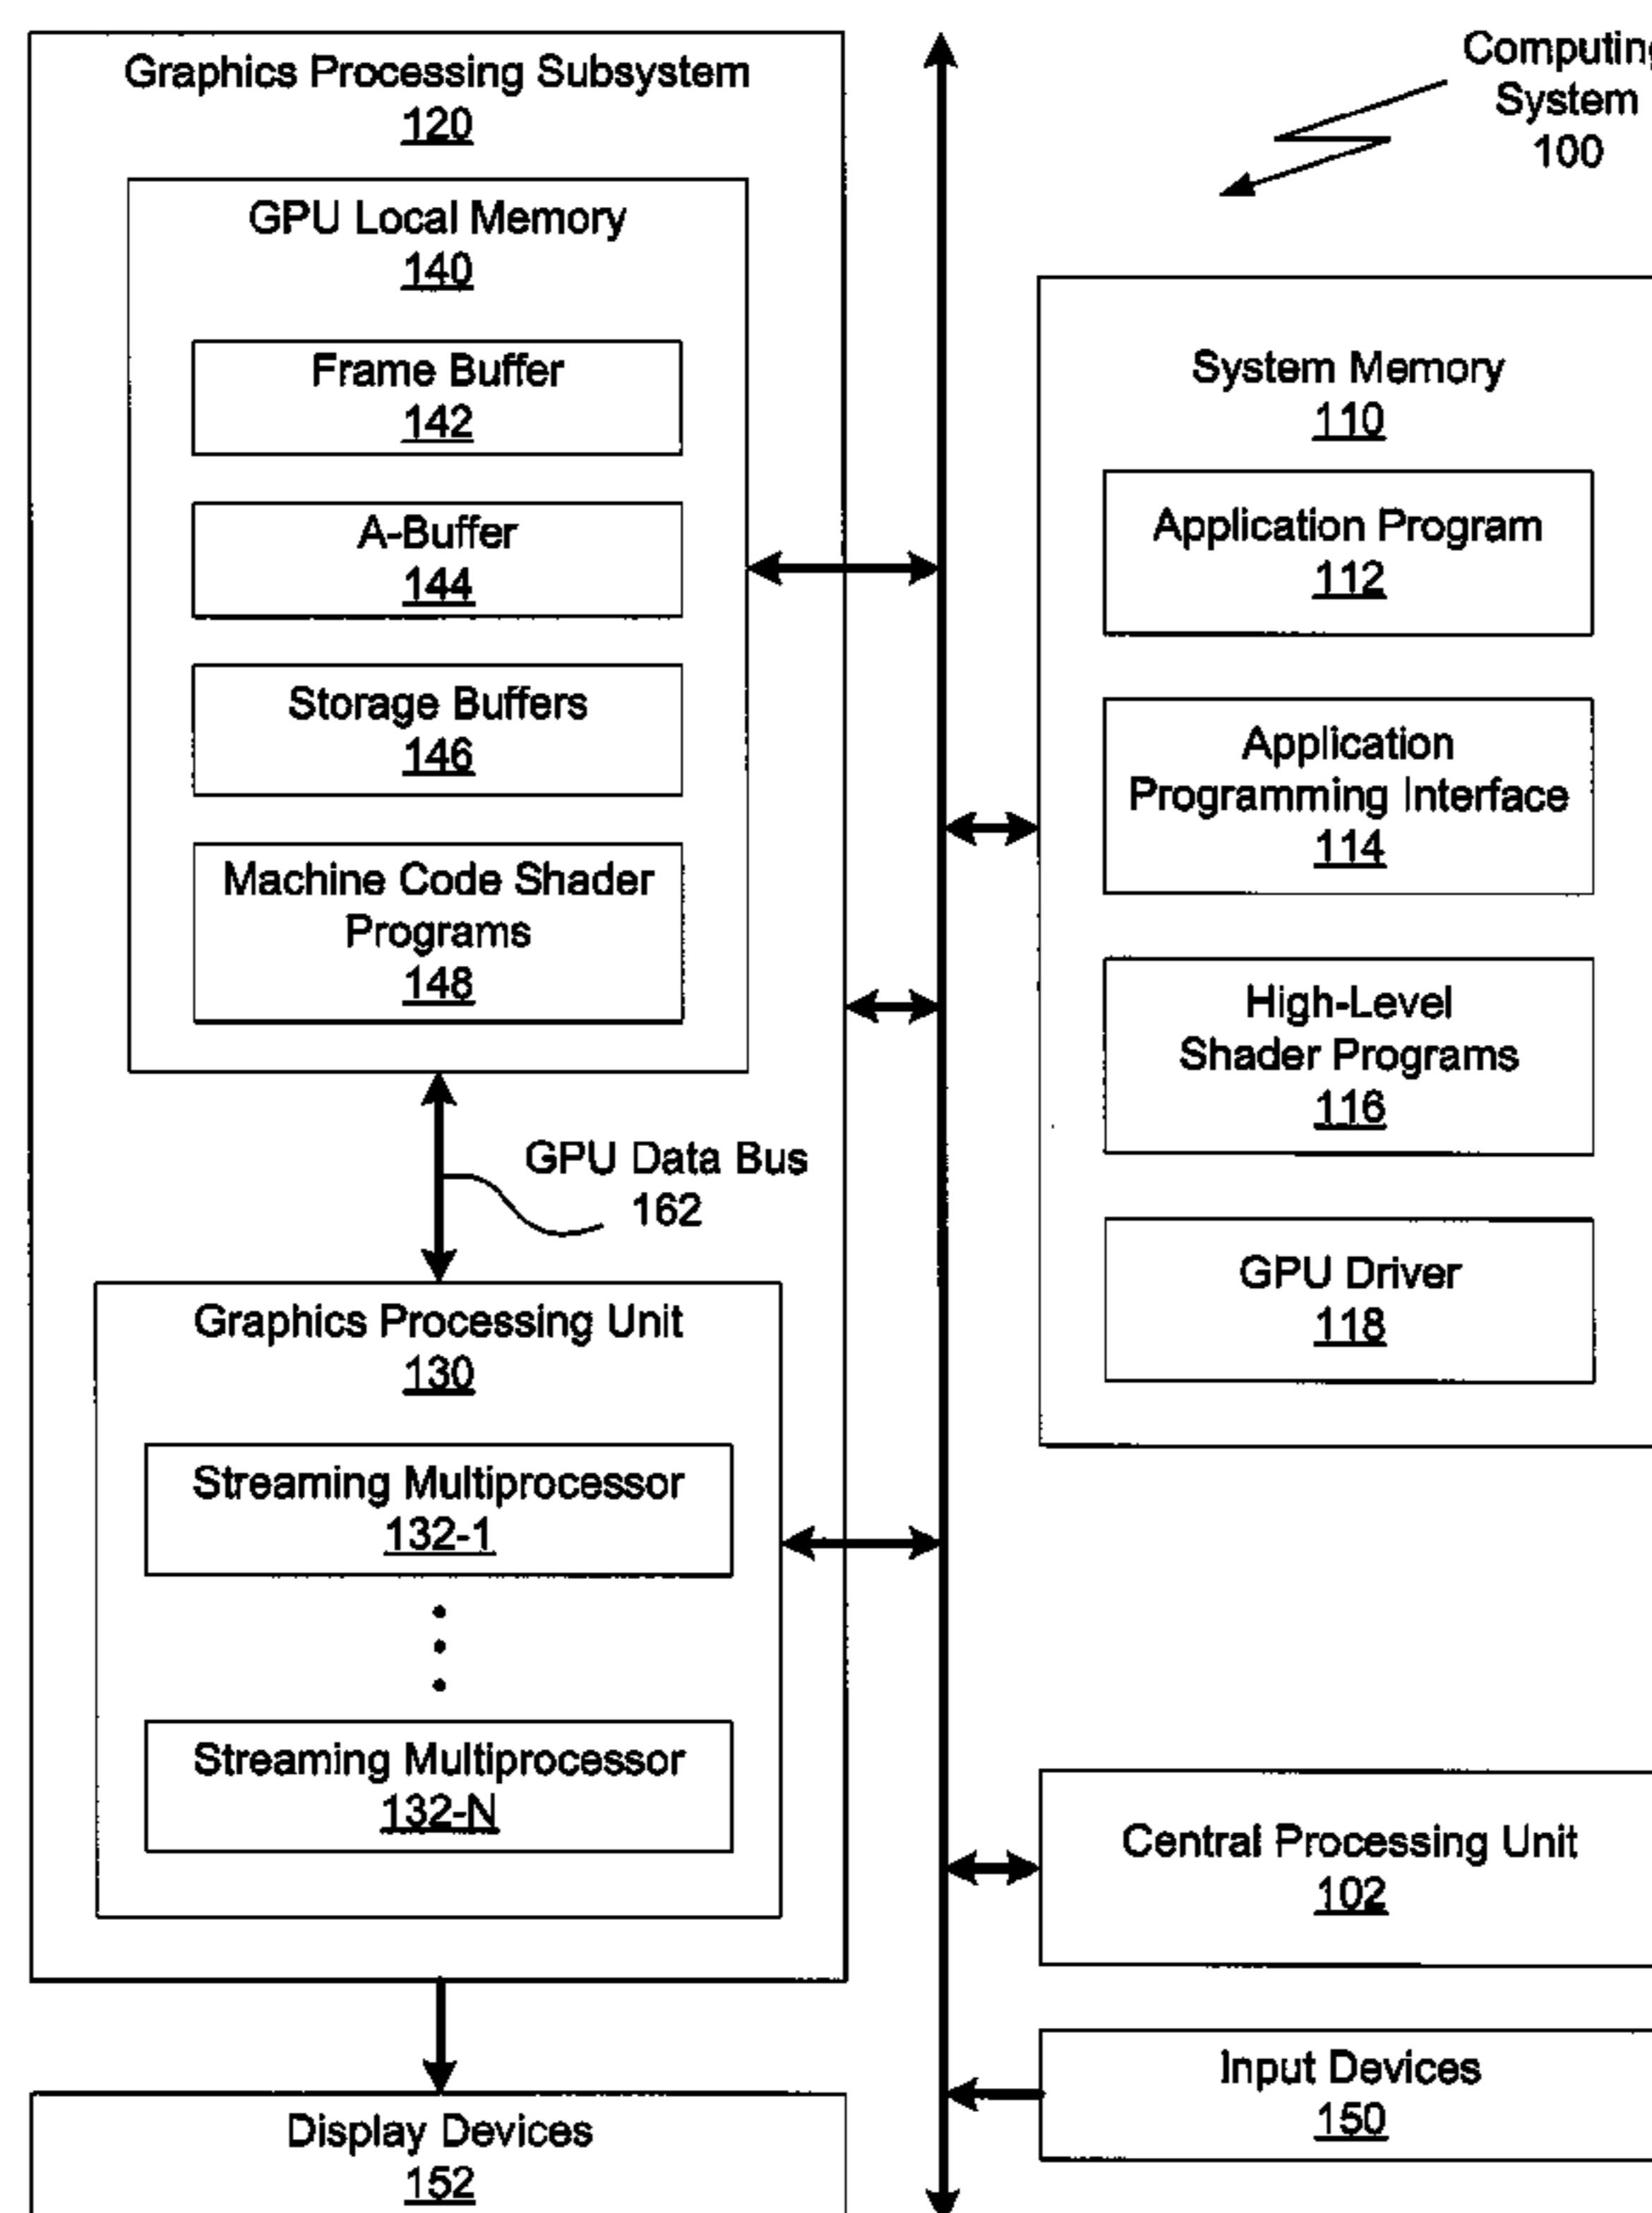 Graphics Processing Subsystem
120
GPU Local Memory
140
Frame Buffer
142
A-Buffer
144
Storage Buffers
146
Machine Code Shader
Programs
148
GPU Data Bus
162
Graphics Processing Unit
130
Streaming Multiprocessor
132-1
Streaming Multiprocessor
132-N
Display Devices
152
Computing
System
100
System Memory
110
Application Program
112
Application
Programming Interface
114
High-Level
Shader Programs
116
GPU Driver
118
Central Processing Unit
102
Input Devices
150